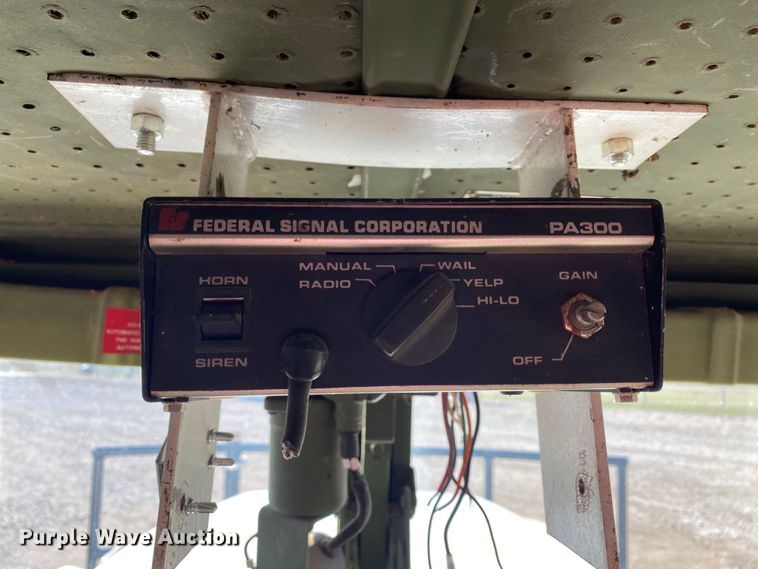 FEDERAL SIGNAL CORPORATION PA300
HORN
MANUAL WAIL
RADIO YELP
HI-LO
GAIN
SIREN
OFF
Purple Wave Auction